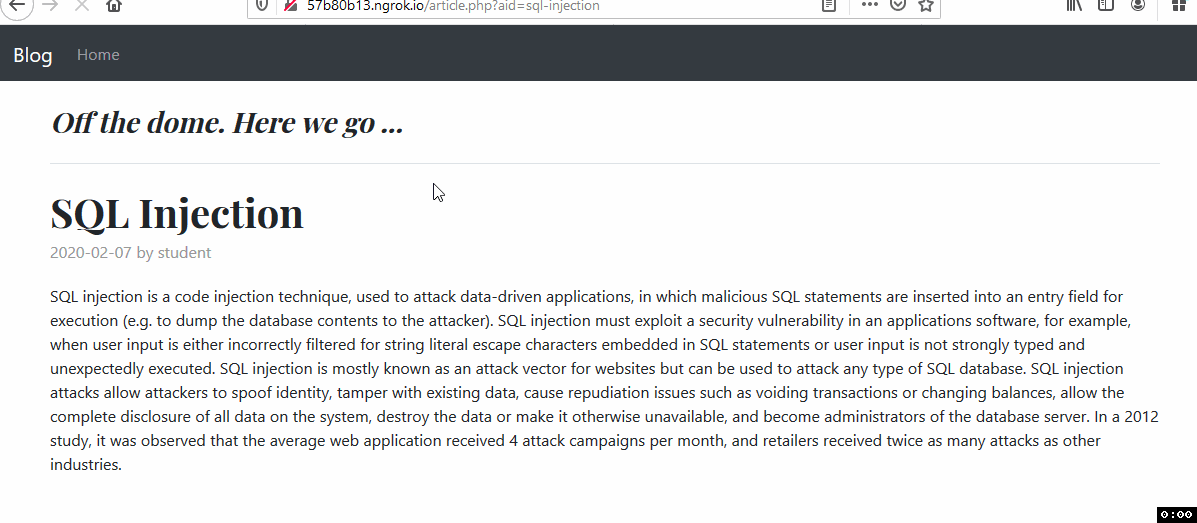 57b80b13.ngrok.io/article.php?aid=sql-injection
Blog Home
Off the dome. Here we go ...
SQL Injection
2020-02-07 by student
SQL injection is a code injection technique, used to attack data-driven applications, in which malicious SQL statements are inserted into an entry field for
execution (e.g. to dump the database contents to the attacker). SQL injection must exploit a security vulnerability in an applications software, for example,
when user input is either incorrectly filtered for string literal escape characters embedded in SQL statements or user input is not strongly typed and
unexpectedly executed. SQL injection is mostly known as an attack vector for websites but can be used to attack any type of SQL database. SQL injection
attacks allow attackers to spoof identity, tamper with existing data, cause repudiation issues such as voiding transactions or changing balances, allow the
complete disclosure of all data on the system, destroy the data or make it otherwise unavailable, and become administrators of the database server. In a 2012
study, it was observed that the average web application received 4 attack campaigns per month, and retailers received twice as many attacks as other
industries.
0:00